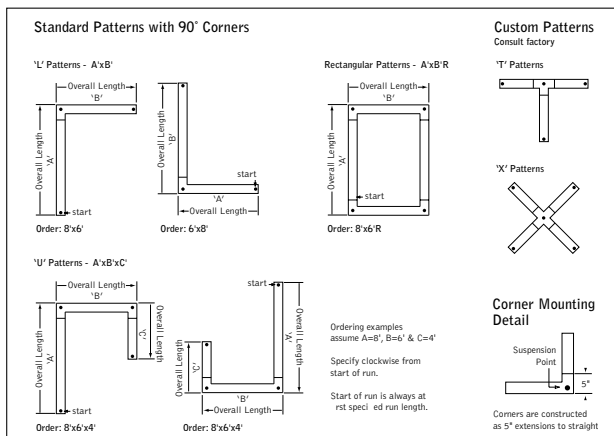 Standard Patterns with 90° Corners
'L' Patterns - A'xB'
Overall Length
'B'
Overall Length
'A'
start
Order: 8'x6'
Overall Length
'B'
start
'A'
Overall Length
Order: 6'x8'
Rectangular Patterns - A'xB'R
Overall Length
'B'
Overall Length
'A'
start
Order: 8'x6'R
'U' Patterns - A'xB'xC'
Overall Length
'B'
Overall Length
'A'
Overall Length
'C'
start
Order: 8'x6'x4'
start
Overall Length
'C'
Overall Length
'A'
'B'
Overall Length
Order: 8'x6'x4'
Ordering examples
assume A=8', B=6' & C=4'
Specify clockwise from
start of run.
Start of run is always at
rst speci ed run length.
Custom Patterns
Consult factory
'T' Patterns
'X' Patterns
Corner Mounting
Detail
Suspension
Point
5"
Corners are constructed
as 5" extensions to straight